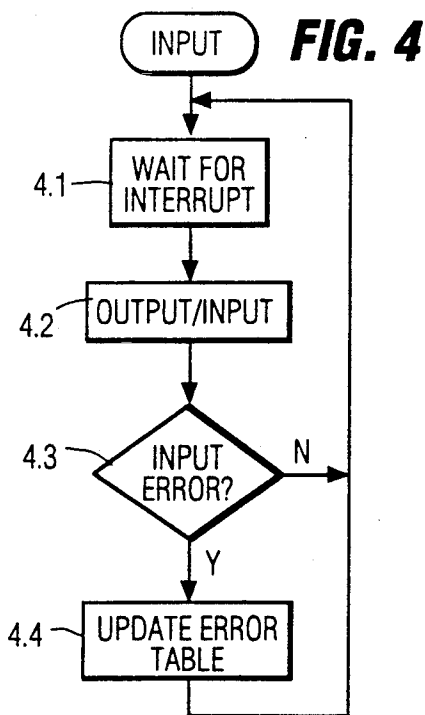 INPUT
FIG. 4
WAIT FOR
INTERRUPT
4.1
OUTPUT/INPUT
4.2
INPUT
ERROR?
4.3
N
Y
UPDATE ERROR
TABLE
4.4